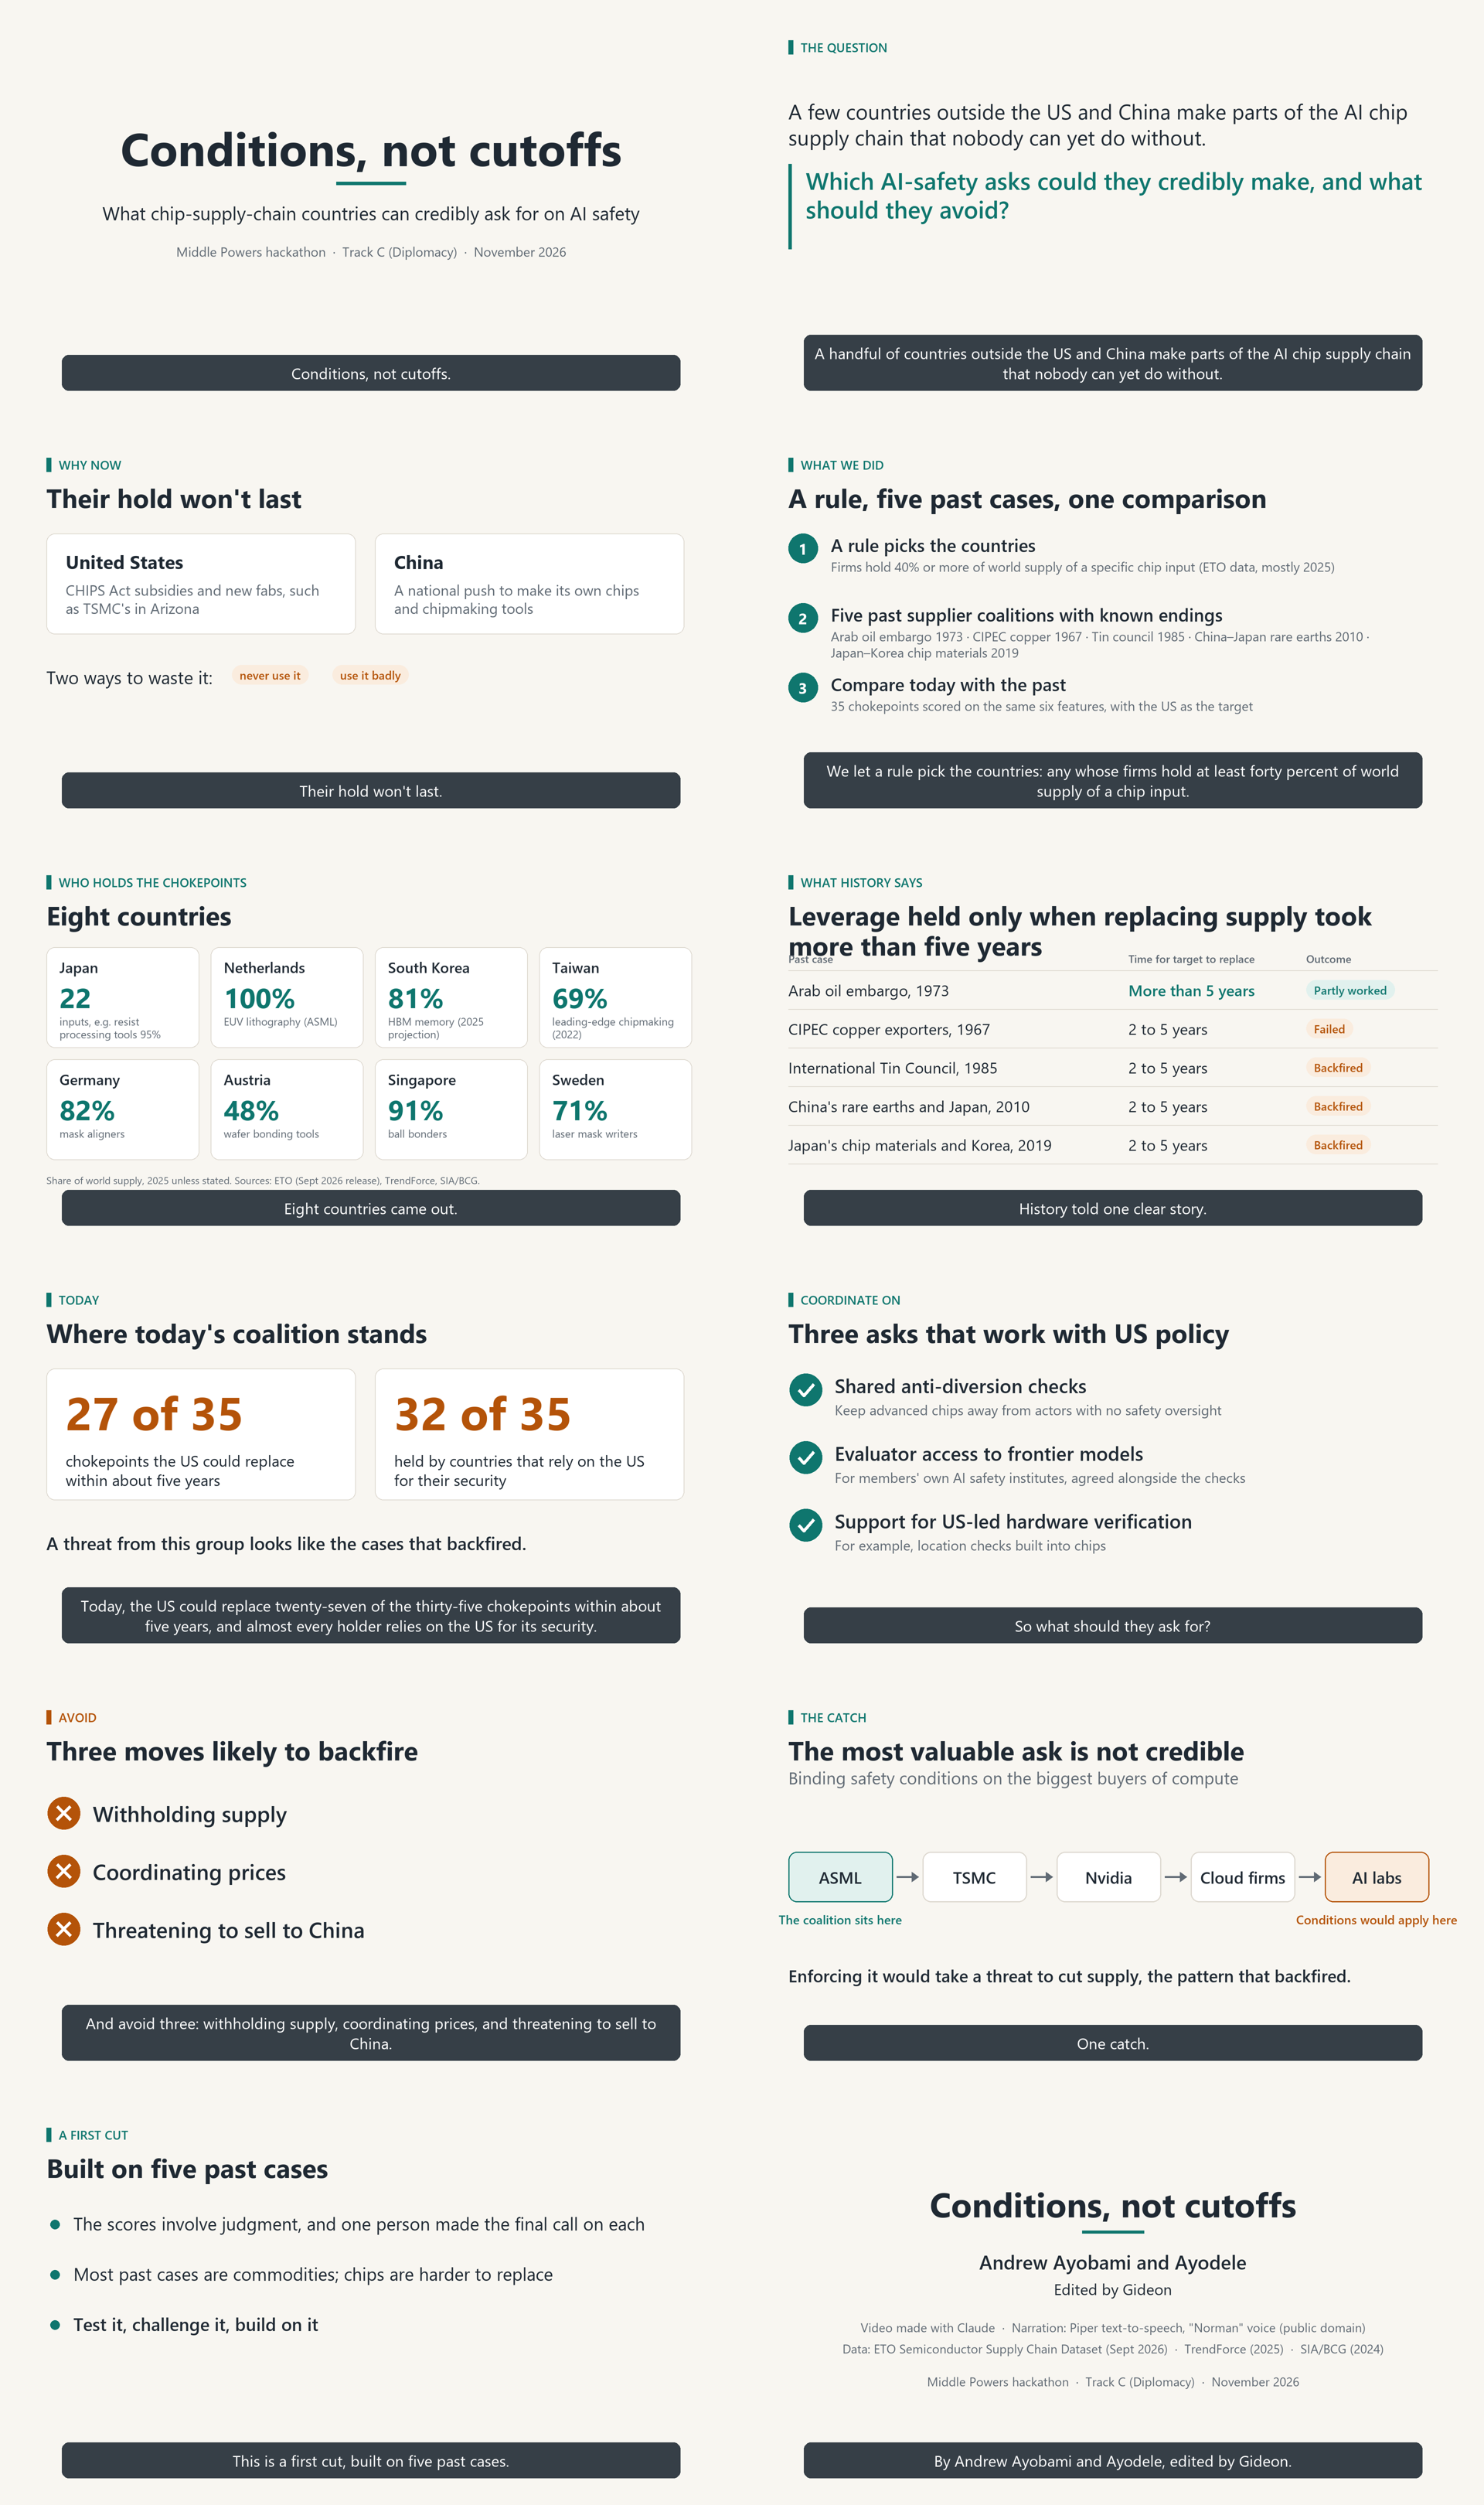 Conditions, not cutoffs
What chip-supply-chain countries can credibly ask for on AI safety
Middle Powers hackathon · Track C (Diplomacy) · November 2026
Conditions, not cutoffs.
THE QUESTION
A few countries outside the US and China make parts of the AI chip
supply chain that nobody can yet do without.
Which AI-safety asks could they credibly make, and what
should they avoid?
A handful of countries outside the US and China make parts of the AI chip supply chain
that nobody can yet do without.
WHY NOW
Their hold won't last
United States
CHIPS Act subsidies and new fabs, such
as TSMC's in Arizona
China
A national push to make its own chips
and chipmaking tools
Two ways to waste it:
never use it
use it badly
Their hold won't last.
WHAT WE DID
A rule, five past cases, one comparison
1
A rule picks the countries
Firms hold 40% or more of world supply of a specific chip input (ETO data, mostly 2025)
2
Five past supplier coalitions with known endings
Arab oil embargo 1973 · CIPEC copper 1967 · Tin council 1985 · China–Japan rare earths 2010 ·
Japan–Korea chip materials 2019
3
Compare today with the past
35 chokepoints scored on the same six features, with the US as the target
We let a rule pick the countries: any whose firms hold at least forty percent of world
supply of a chip input.
WHO HOLDS THE CHOKEPOINTS
Eight countries
Japan
22
inputs, e.g. resist
processing tools 95%
Netherlands
100%
EUV lithography (ASML)
South Korea
81%
HBM memory (2025
projection)
Taiwan
69%
leading-edge chipmaking
(2022)
Germany
82%
mask aligners
Austria
48%
wafer bonding tools
Singapore
91%
ball bonders
Sweden
71%
laser mask writers
Share of world supply, 2025 unless stated. Sources: ETO (Sept 2026 release), TrendForce, SIA/BCG.
Eight countries came out.
WHAT HISTORY SAYS
Leverage held only when replacing supply took
more than five years
Past case
Time for target to replace
Outcome
Arab oil embargo, 1973
More than 5 years
Partly worked
CIPEC copper exporters, 1967
2 to 5 years
Failed
International Tin Council, 1985
2 to 5 years
Backfired
China's rare earths and Japan, 2010
2 to 5 years
Backfired
Japan's chip materials and Korea, 2019
2 to 5 years
Backfired
History told one clear story.
TODAY
Where today's coalition stands
27 of 35
chokepoints the US could replace
within about five years
32 of 35
held by countries that rely on the US
for their security
A threat from this group looks like the cases that backfired.
Today, the US could replace twenty-seven of the thirty-five chokepoints within about
five years, and almost every holder relies on the US for its security.
COORDINATE ON
Three asks that work with US policy
Shared anti-diversion checks
Keep advanced chips away from actors with no safety oversight
Evaluator access to frontier models
For members' own AI safety institutes, agreed alongside the checks
Support for US-led hardware verification
For example, location checks built into chips
So what should they ask for?
AVOID
Three moves likely to backfire
Withholding supply
Coordinating prices
Threatening to sell to China
And avoid three: withholding supply, coordinating prices, and threatening to sell to
China.
THE CATCH
The most valuable ask is not credible
Binding safety conditions on the biggest buyers of compute
ASML
TSMC
Nvidia
Cloud firms
AI labs
The coalition sits here
Conditions would apply here
Enforcing it would take a threat to cut supply, the pattern that backfired.
One catch.
A FIRST CUT
Built on five past cases
The scores involve judgment, and one person made the final call on each
Most past cases are commodities; chips are harder to replace
Test it, challenge it, build on it
This is a first cut, built on five past cases.
Conditions, not cutoffs
Andrew Ayobami and Ayodele
Edited by Gideon
Video made with Claude · Narration: Piper text-to-speech, "Norman" voice (public domain)
Data: ETO Semiconductor Supply Chain Dataset (Sept 2026) · TrendForce (2025) · SIA/BCG (2024)
Middle Powers hackathon · Track C (Diplomacy) · November 2026
By Andrew Ayobami and Ayodele, edited by Gideon.